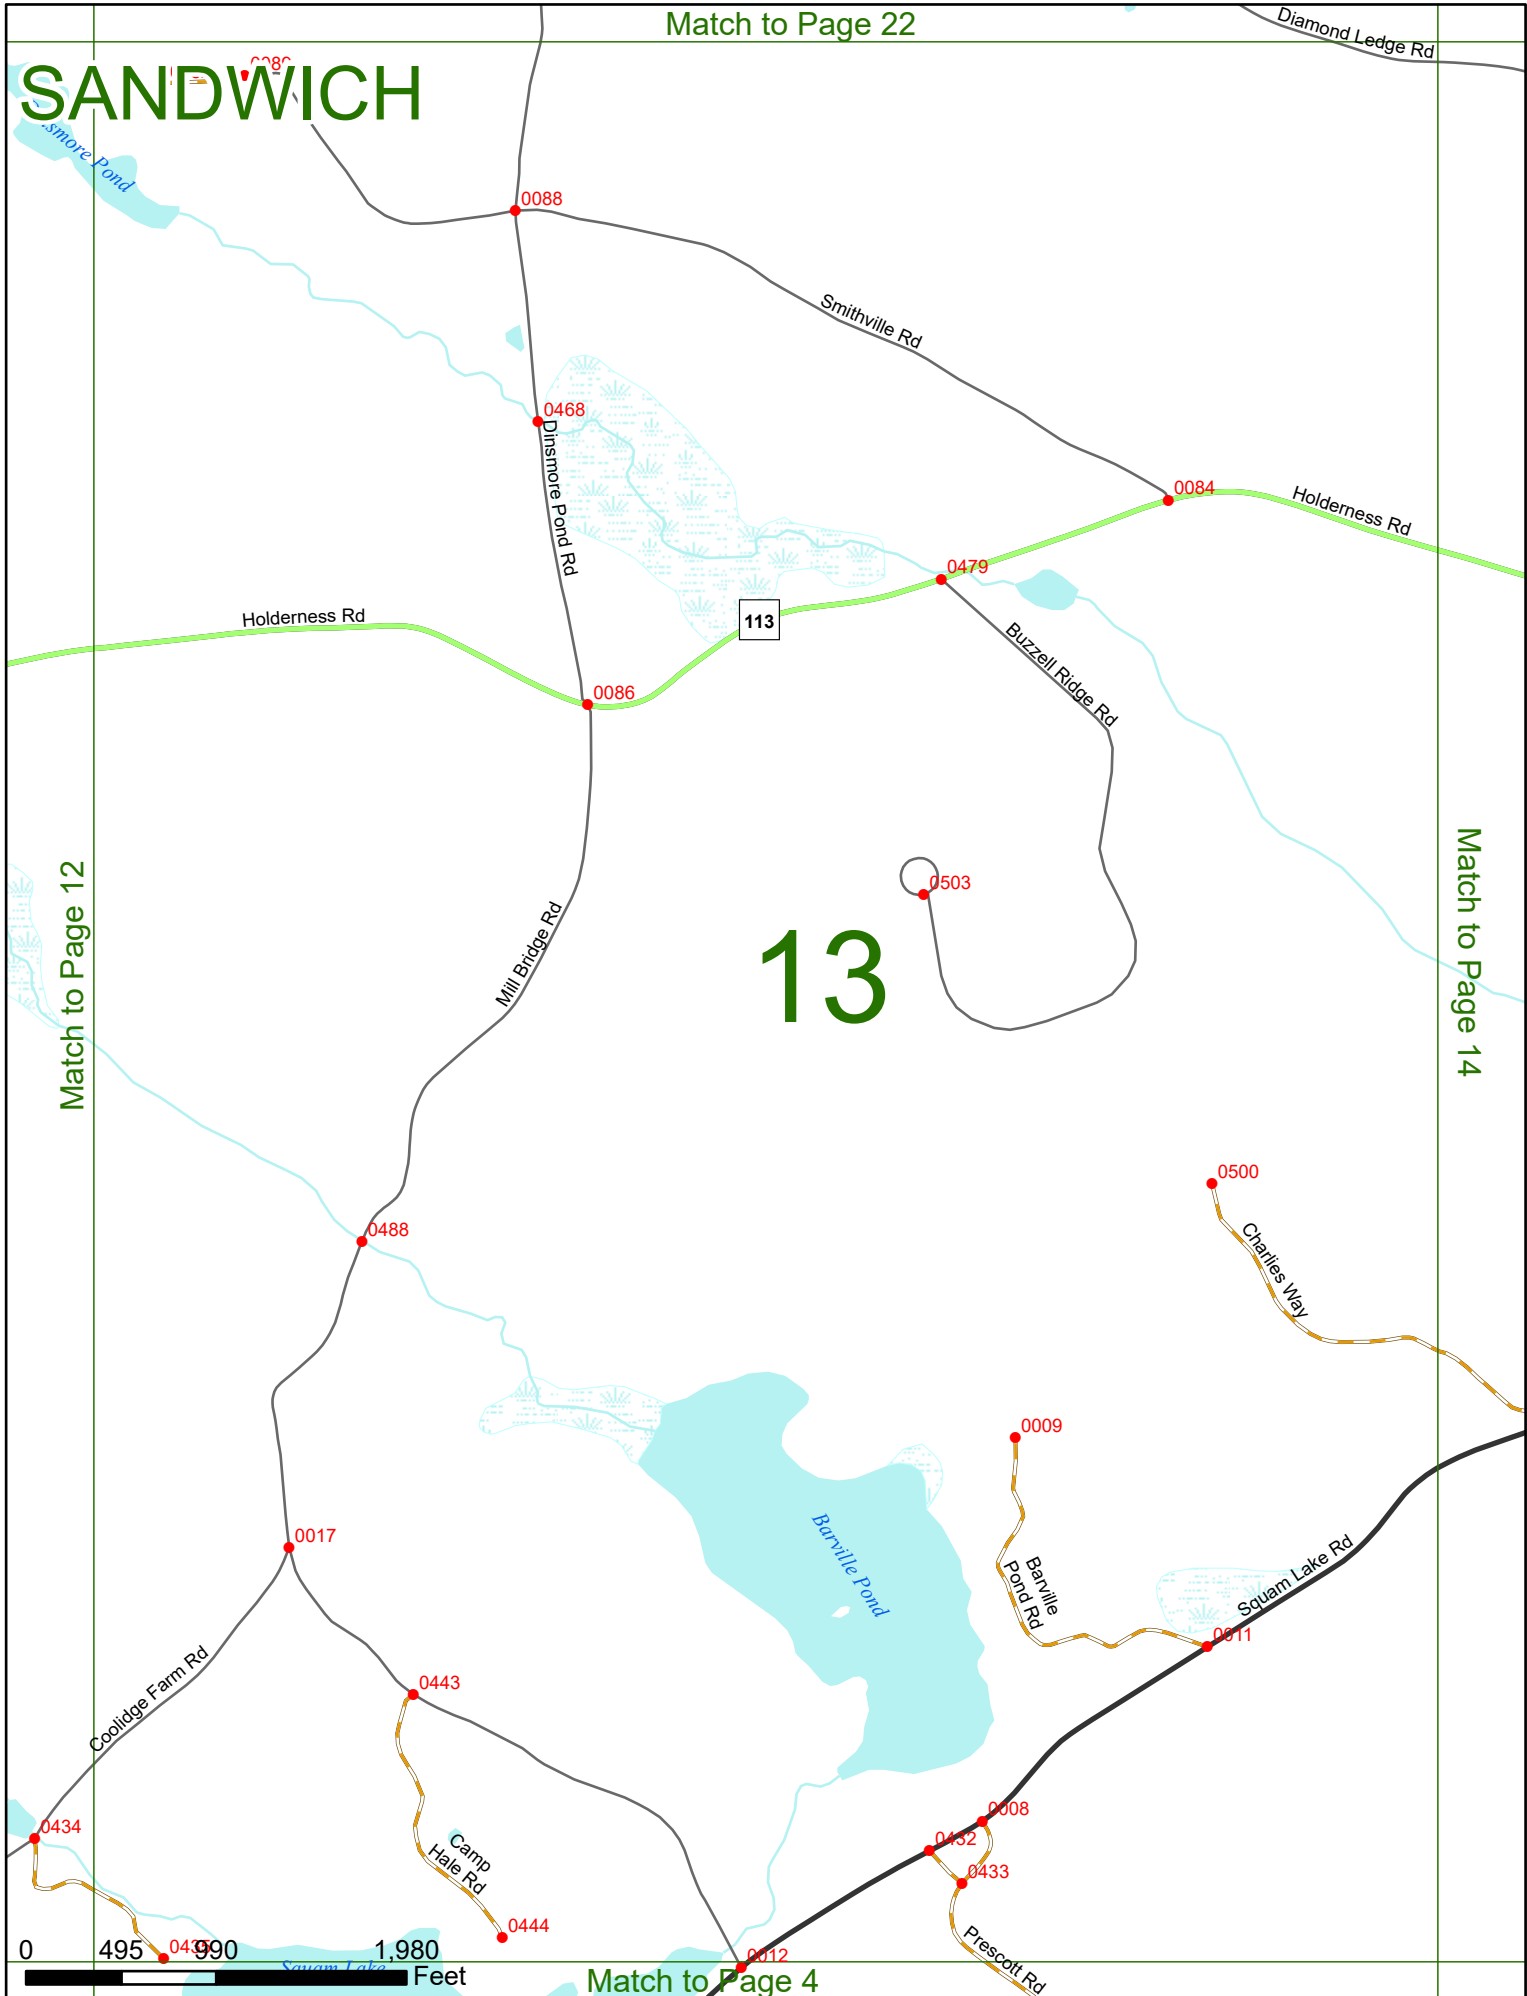 Match to Page 22
Diamond Ledge Rd
SANDWICH
0089
0088
Smithville Rd
0468
Dinsmore Pond Rd
0084
Holderness Rd
0479
Holderness Rd
113
Buzzell Ridge Rd
0086
Match to Page 12
Match to Page 14
0503
Mill Bridge Rd
13
0500
0488
Charlies Way
0009
Barville Pond
0017
Barville
Pond Rd
Squam Lake Rd
0011
Coolidge Farm Rd
0443
0008
0434
0432
Camp
Hale Rd
0433
0444
Prescott Rd
0 495 990 1,980
0435
0012
Squam Lake
Feet
Match to Page 4